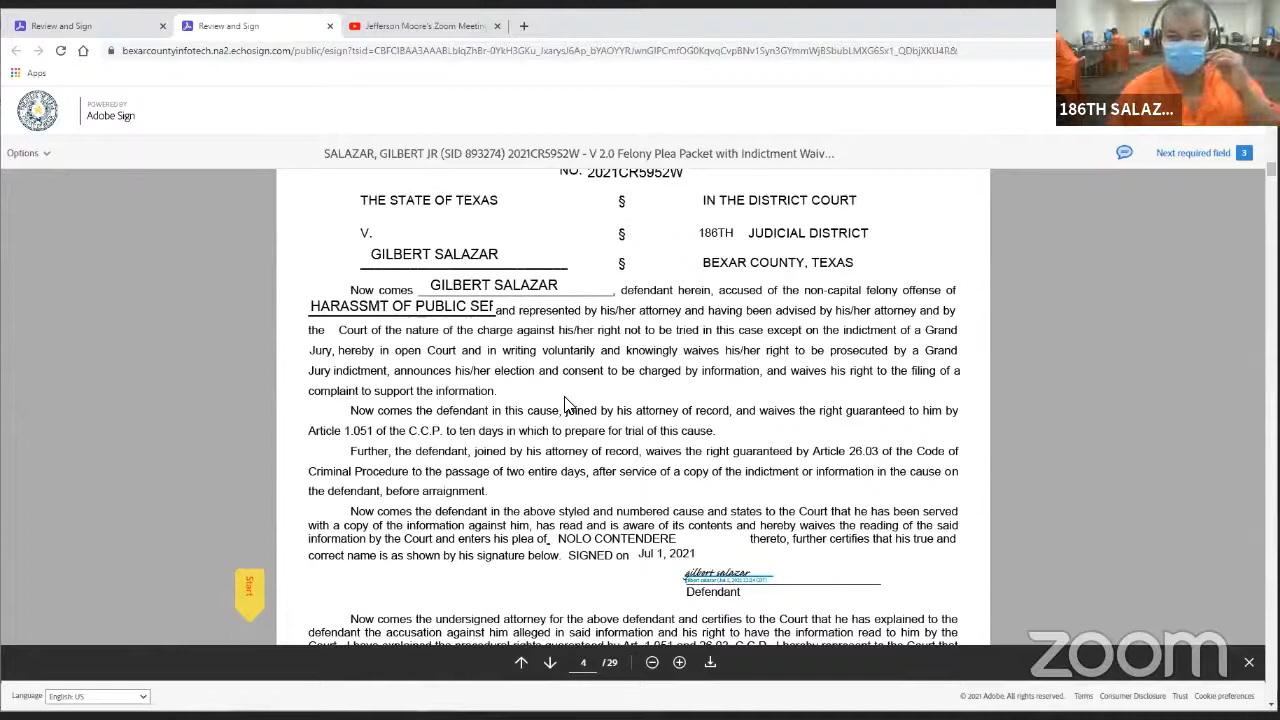 Review and Sign
Review and Sign
Jefferson Moore's Zoom Meeting
Apps
POWERED BY
Adobe Sign
186TH SALAZ...
Options
SALAZAR, GILBERT JR (SID 893274) 2021CR5952W - V 2.0 Felony Plea Packet with Indictment Waiv...
Next required field 3
NO. 2021CR5952W
THE STATE OF TEXAS § IN THE DISTRICT COURT
V. § 186TH JUDICIAL DISTRICT
GILBERT SALAZAR
§ BEXAR COUNTY, TEXAS
Now comes GILBERT SALAZAR, defendant herein, accused of the non-capital felony offense of
HARASSMT OF PUBLIC SER and represented by his/her attorney and having been advised by his/her attorney and by
the Court of the nature of the charge against his/her right not to be tried in this case except on the indictment of a Grand
Jury, hereby in open Court and in writing voluntarily and knowingly waives his/her right to be prosecuted by a Grand
Jury indictment, announces his/her election and consent to be charged by information, and waives his right to the filing of a
complaint to support the information.
Now comes the defendant in this cause, joined by his attorney of record, and waives the right guaranteed to him by
Article 1.051 of the C.C.P. to ten days in which to prepare for trial of this cause.
Further, the defendant, joined by his attorney of record, waives the right guaranteed by Article 26.03 of the Code of
Criminal Procedure to the passage of two entire days, after service of a copy of the indictment or information in the cause on
the defendant, before arraignment.
Now comes the defendant in the above styled and numbered cause and states to the Court that he has been served
with a copy of the information against him, has read and is aware of its contents and hereby waives the reading of the said
information by the Court and enters his plea of NOLO CONTENDERE thereto, further certifies that his true and
correct name is as shown by his signature below. SIGNED on Jul 1, 2021
gilbert salazar
gilbert salazar (Jul 1, 2021 12:24 CDT)
Defendant
Start
Now comes the undersigned attorney for the above defendant and certifies to the Court that he has explained to the
defendant the accusation against him alleged in said information and his right to have the information read to him by the
4 / 29
zoom
Language English: US
© 2021 Adobe. All rights reserved. Terms Consumer Disclosure Trust Cookie preferences